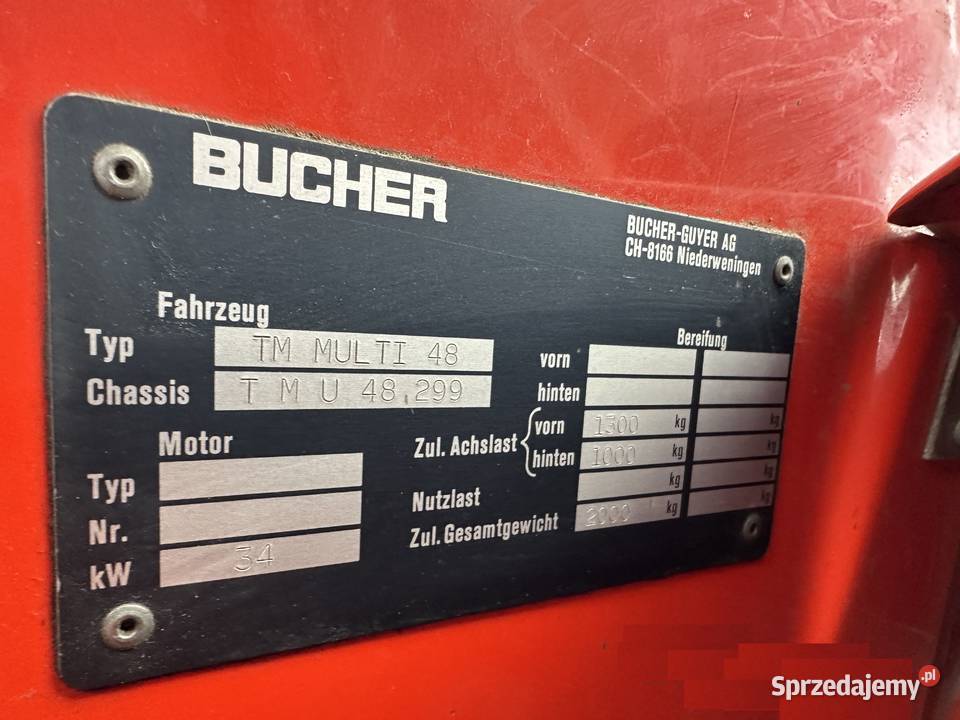 BUCHER
BUCHER-GUYER AG
CH-8166 Niederweningen
Fahrzeug
Typ TM MULTI 48
Chassis T M U 48.299
Motor
Typ
Nr.
kW 34
Bereifung
vorn
hinten
Zul. Achslast vorn 1300 kg kg
hinten 1000 kg kg
Nutzlast kg kg
Zul. Gesamtgewicht 2000 kg kg
Sprzedajemy.pl